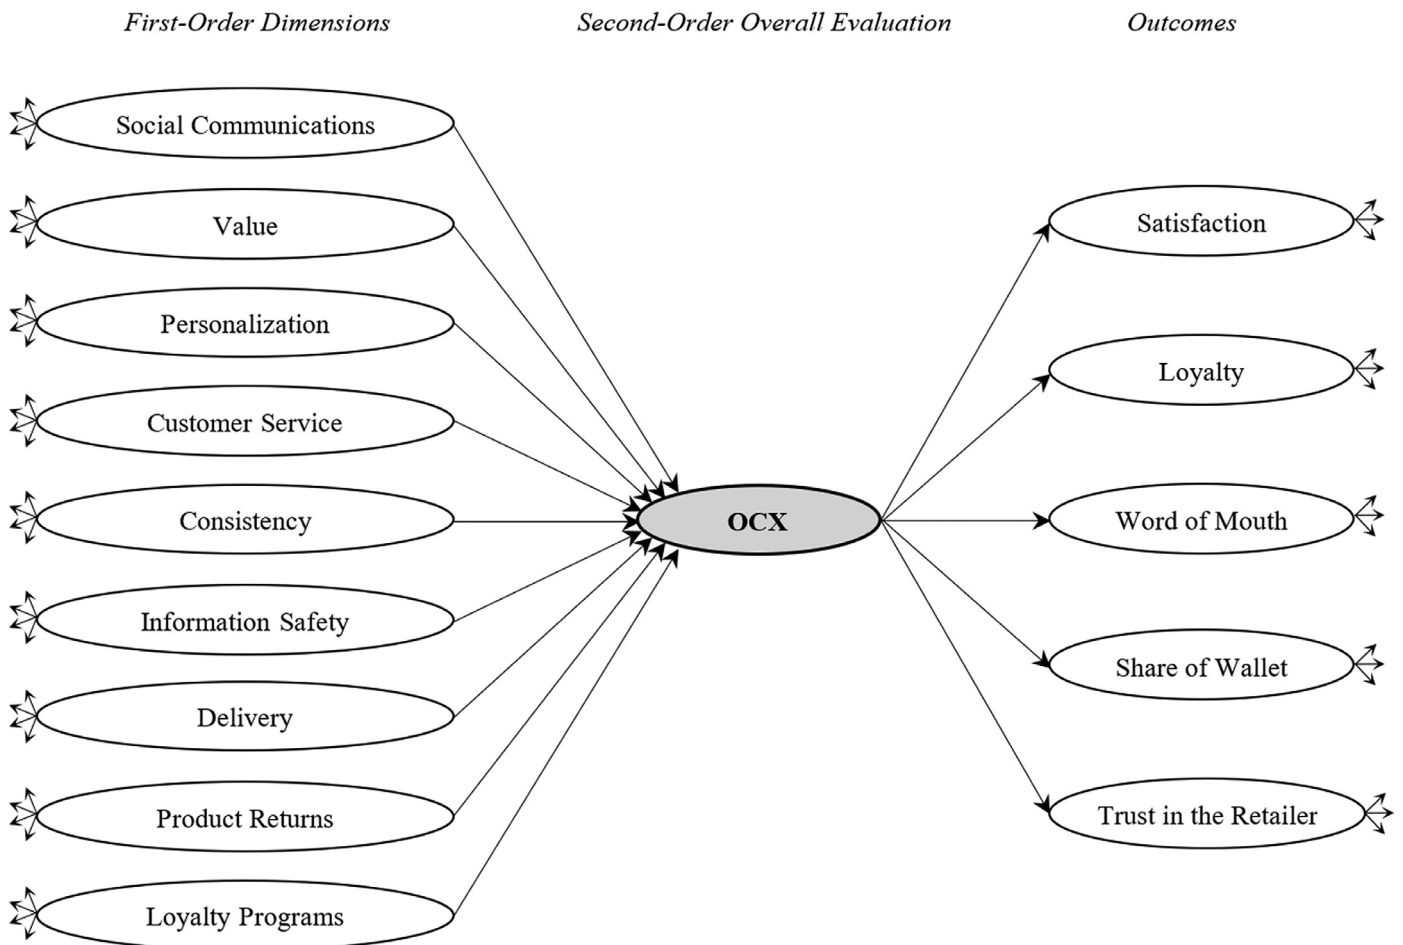 First-Order Dimensions
Second-Order Overall Evaluation
Outcomes
Social Communications
Value
Personalization
Customer Service
Consistency
Information Safety
Delivery
Product Returns
Loyalty Programs
OCX
Satisfaction
Loyalty
Word of Mouth
Share of Wallet
Trust in the Retailer